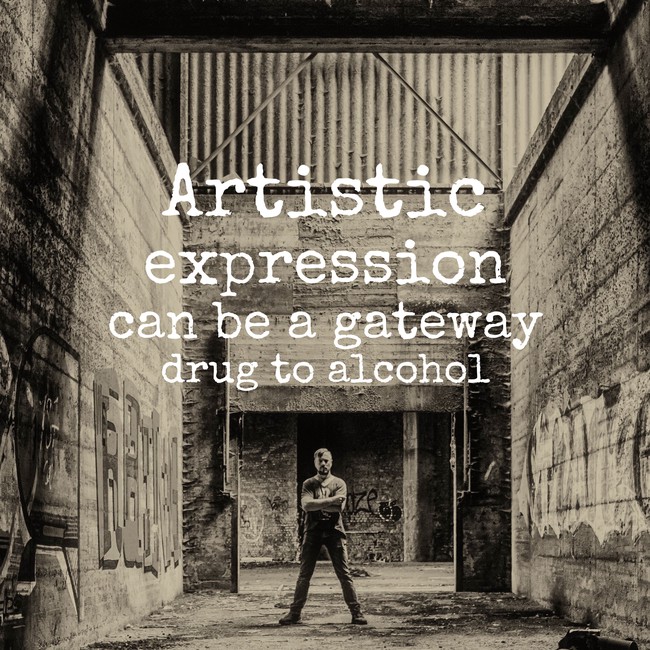 Artistic
expression
can be a gateway
drug to alcohol